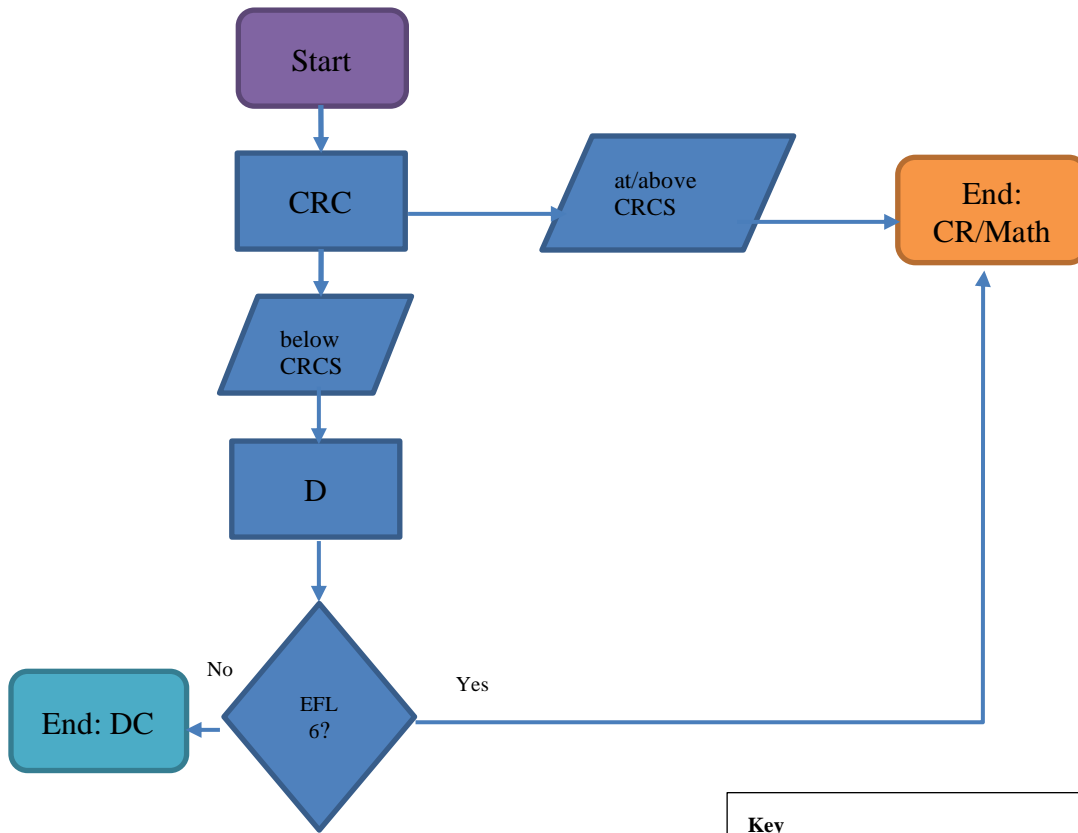 Start
CRC
at/above
CRCS
End:
CR/Math
below
CRCS
D
No
Yes
EFL
6?
End: DC
Key